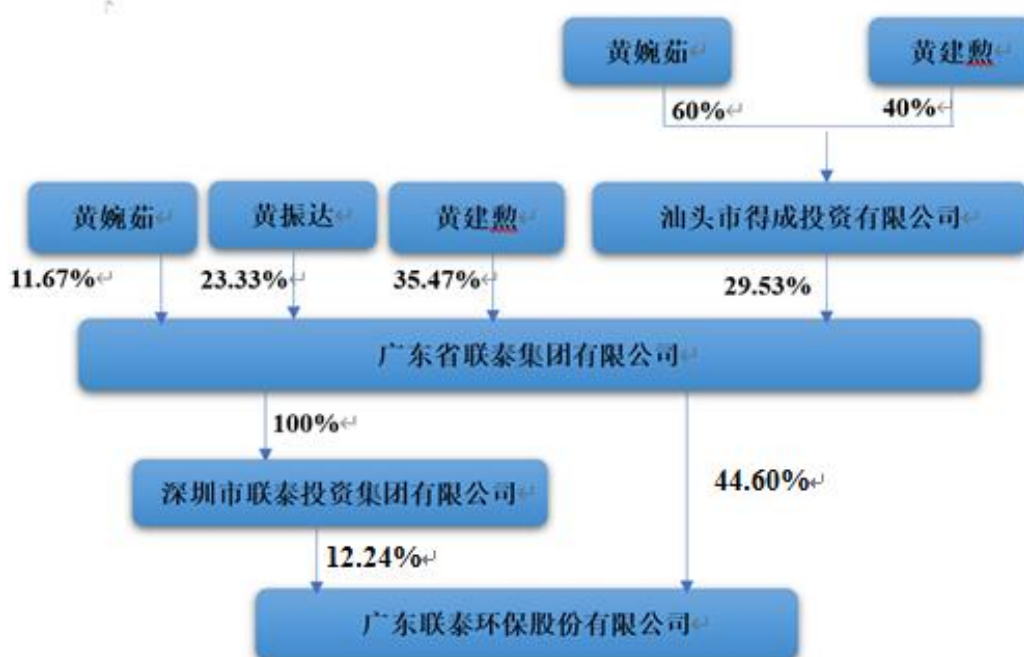 黄婉茹
黄建勲
60%
40%
黄婉茹
黄振达
黄建勲
汕头市得成投资有限公司
11.67%
23.33%
35.47%
29.53%
广东省联泰集团有限公司
100%
深圳市联泰投资集团有限公司
44.60%
12.24%
广东联泰环保股份有限公司